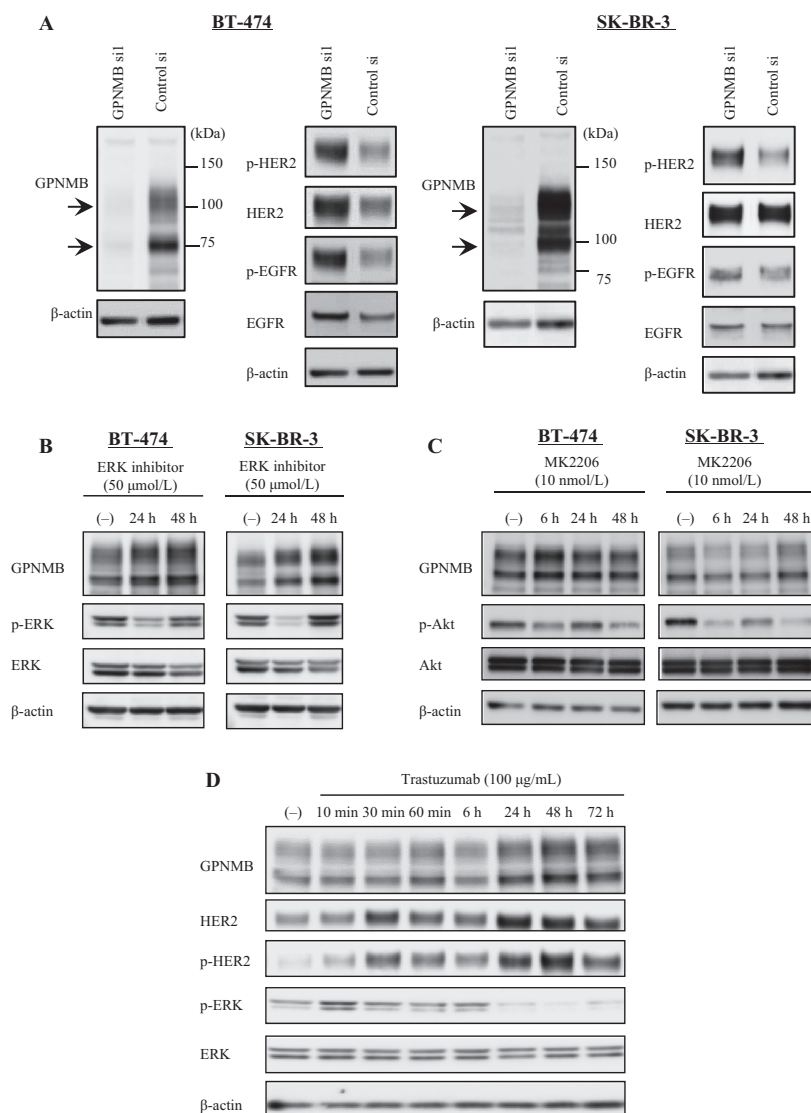 A
BT-474
GPNMB si1
Control si
(kDa)
150
GPNMB
100
75
β-actin
GPNMB si1
Control si
p-HER2
HER2
p-EGFR
EGFR
β-actin
SK-BR-3
GPNMB si1
Control si
(kDa)
150
GPNMB
100
75
β-actin
GPNMB si1
Control si
p-HER2
HER2
p-EGFR
EGFR
β-actin
B
BT-474 SK-BR-3
ERK inhibitor ERK inhibitor
(50 μmol/L) (50 μmol/L)
(–) 24 h 48 h (–) 24 h 48 h
GPNMB
p-ERK
ERK
β-actin
C
BT-474 SK-BR-3
MK2206 MK2206
(10 nmol/L) (10 nmol/L)
(–) 6 h 24 h 48 h (–) 6 h 24 h 48 h
GPNMB
p-Akt
Akt
β-actin
D
Trastuzumab (100 μg/mL)
(–) 10 min 30 min 60 min 6 h 24 h 48 h 72 h
GPNMB
HER2
p-HER2
p-ERK
ERK
β-actin